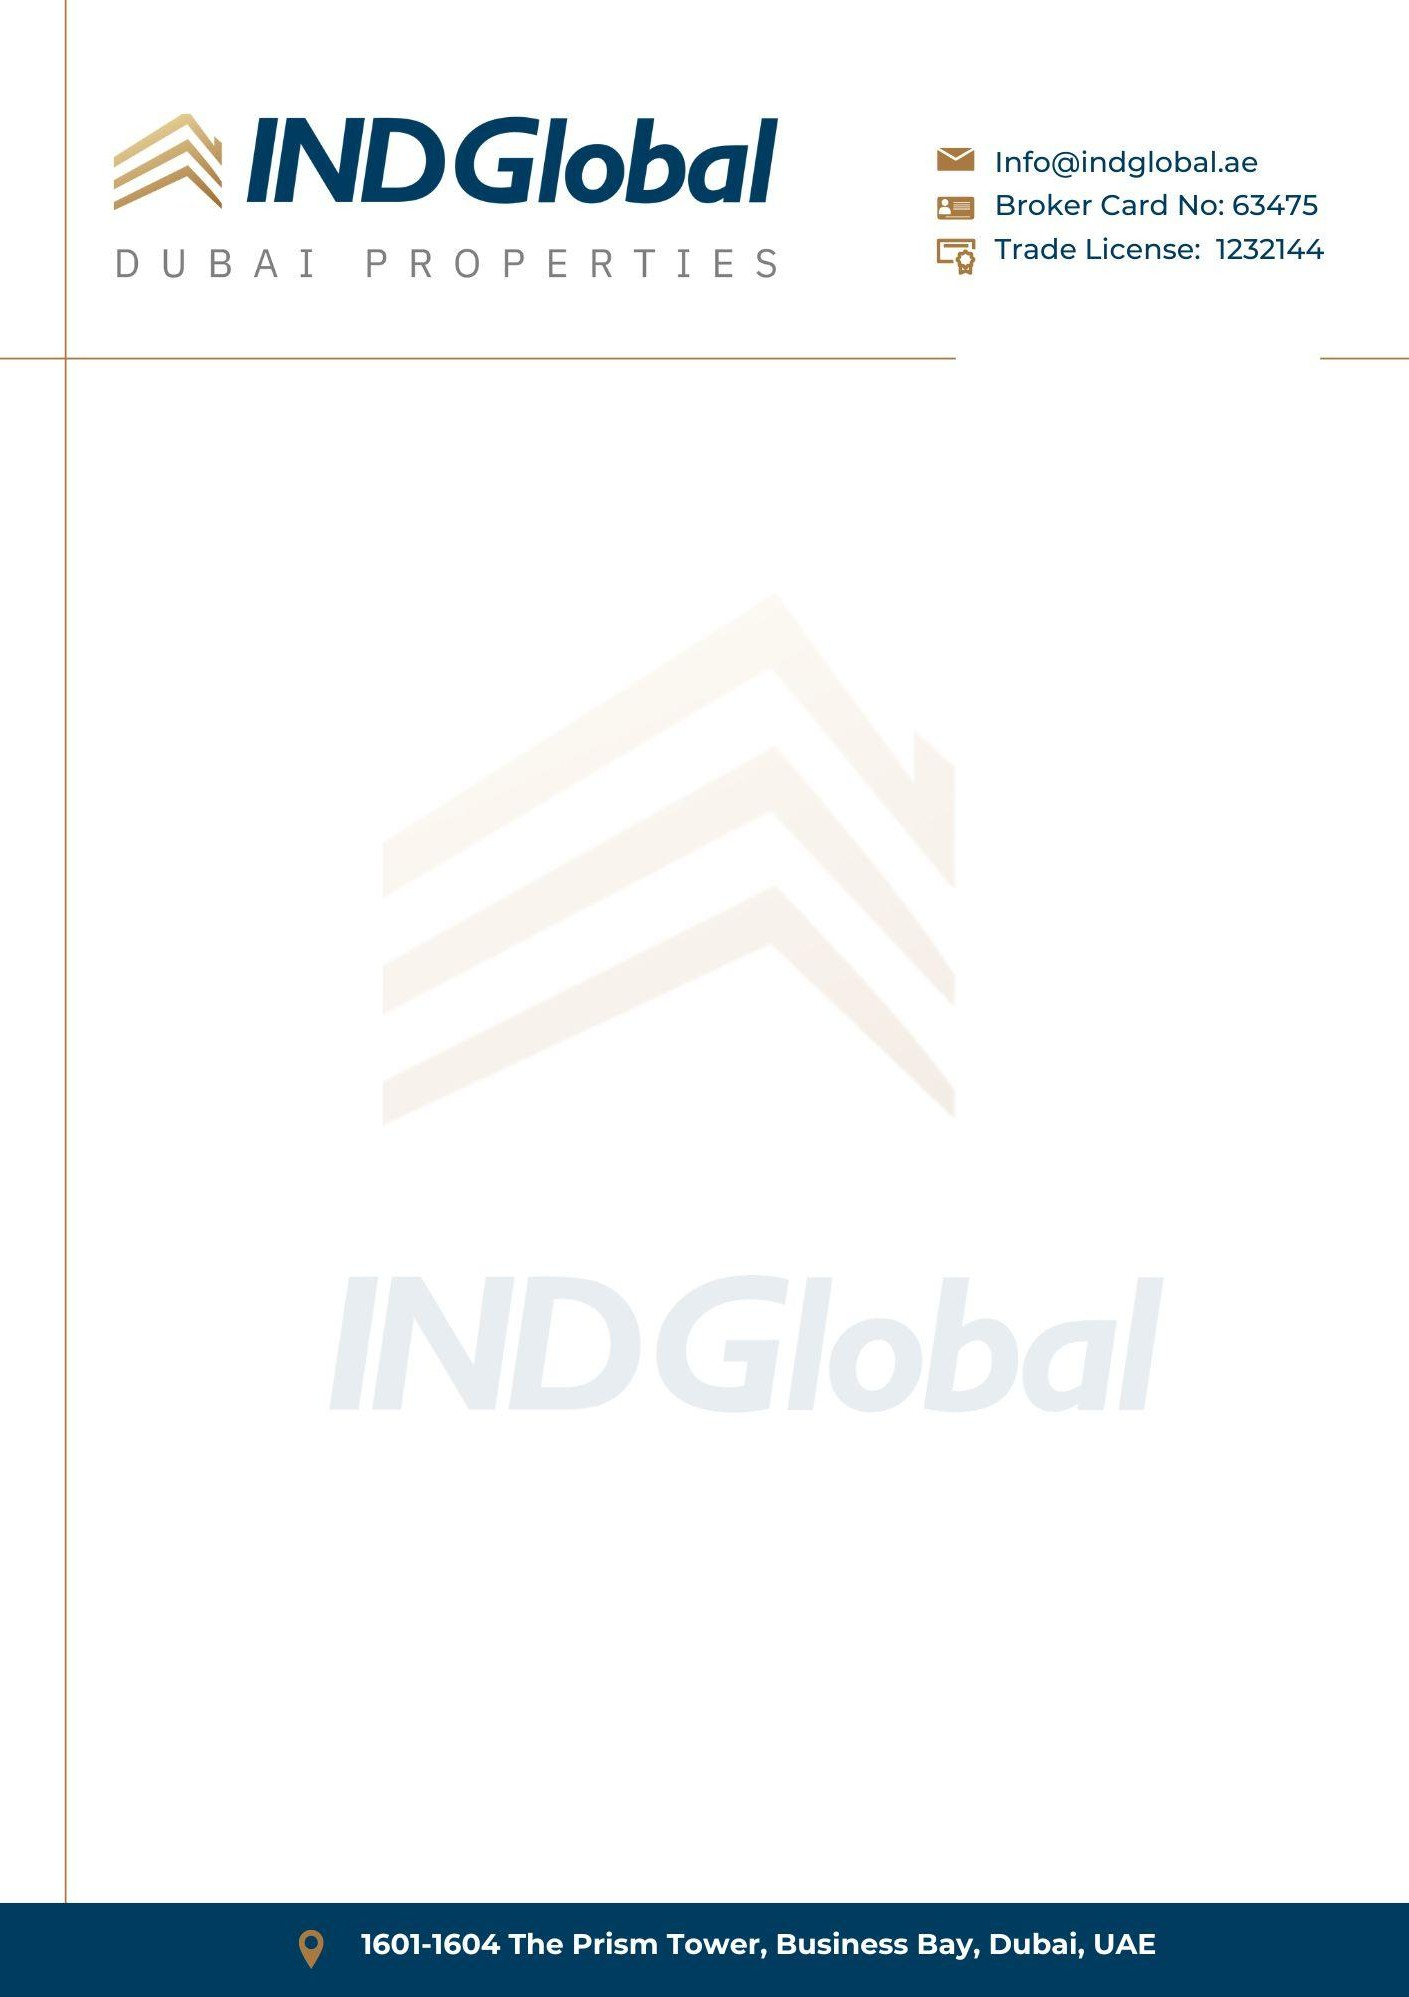 INDGlobal
DUBAI PROPERTIES
Info@indglobal.ae
Broker Card No: 63475
Trade License: 1232144
INDGlobal
1601-1604 The Prism Tower, Business Bay, Dubai, UAE